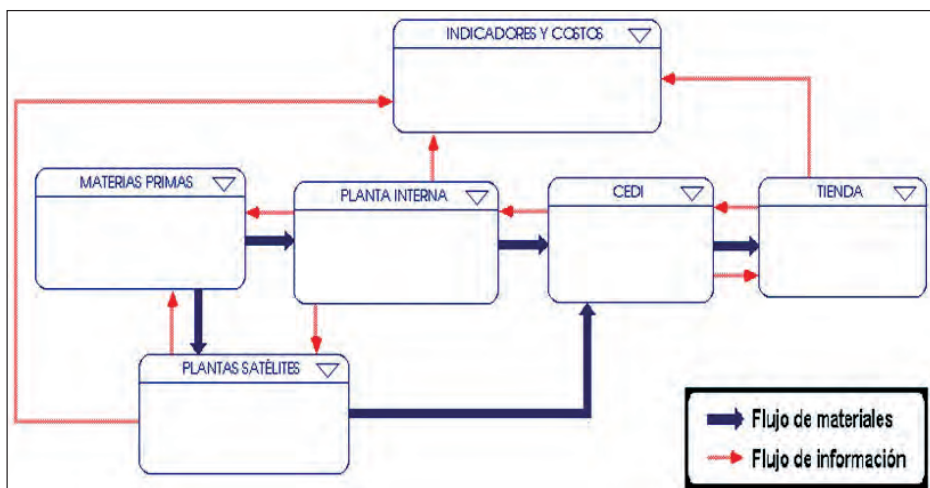 INDICADORES Y COSTOS
MATERIAS PRIMAS
PLANTA INTERNA
CEDI
TIENDA
PLANTAS SATÉLITES
Flujo de materiales
Flujo de información